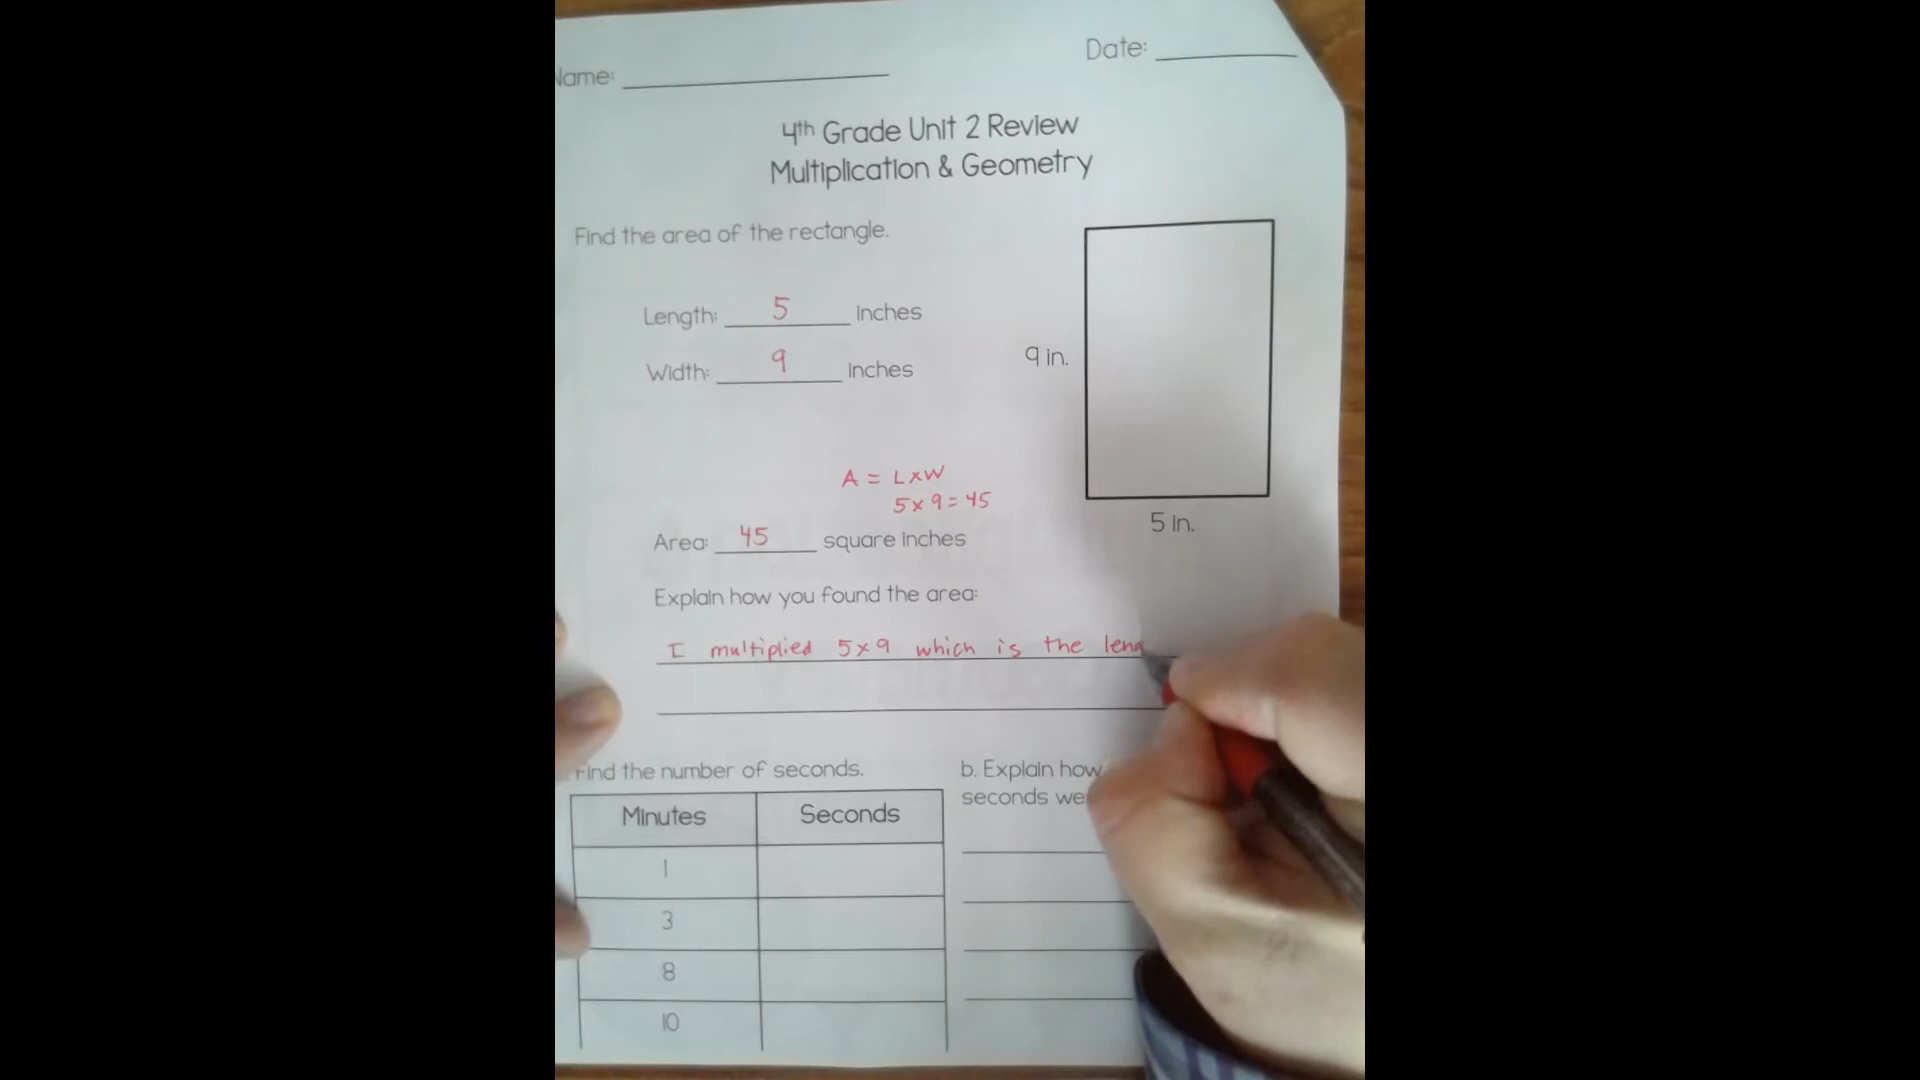 Name:
Date:
4th Grade Unit 2 Review
Multiplication & Geometry
Find the area of the rectangle.
Length: 5 inches
Width: 9 inches
9 in.
5 in.
A = L x W
5 x 9 = 45
Area: 45 square inches
Explain how you found the area:
I multiplied 5 x 9 which is the leng
Find the number of seconds.
Minutes Seconds
1
3
8
10
b. Explain how
seconds